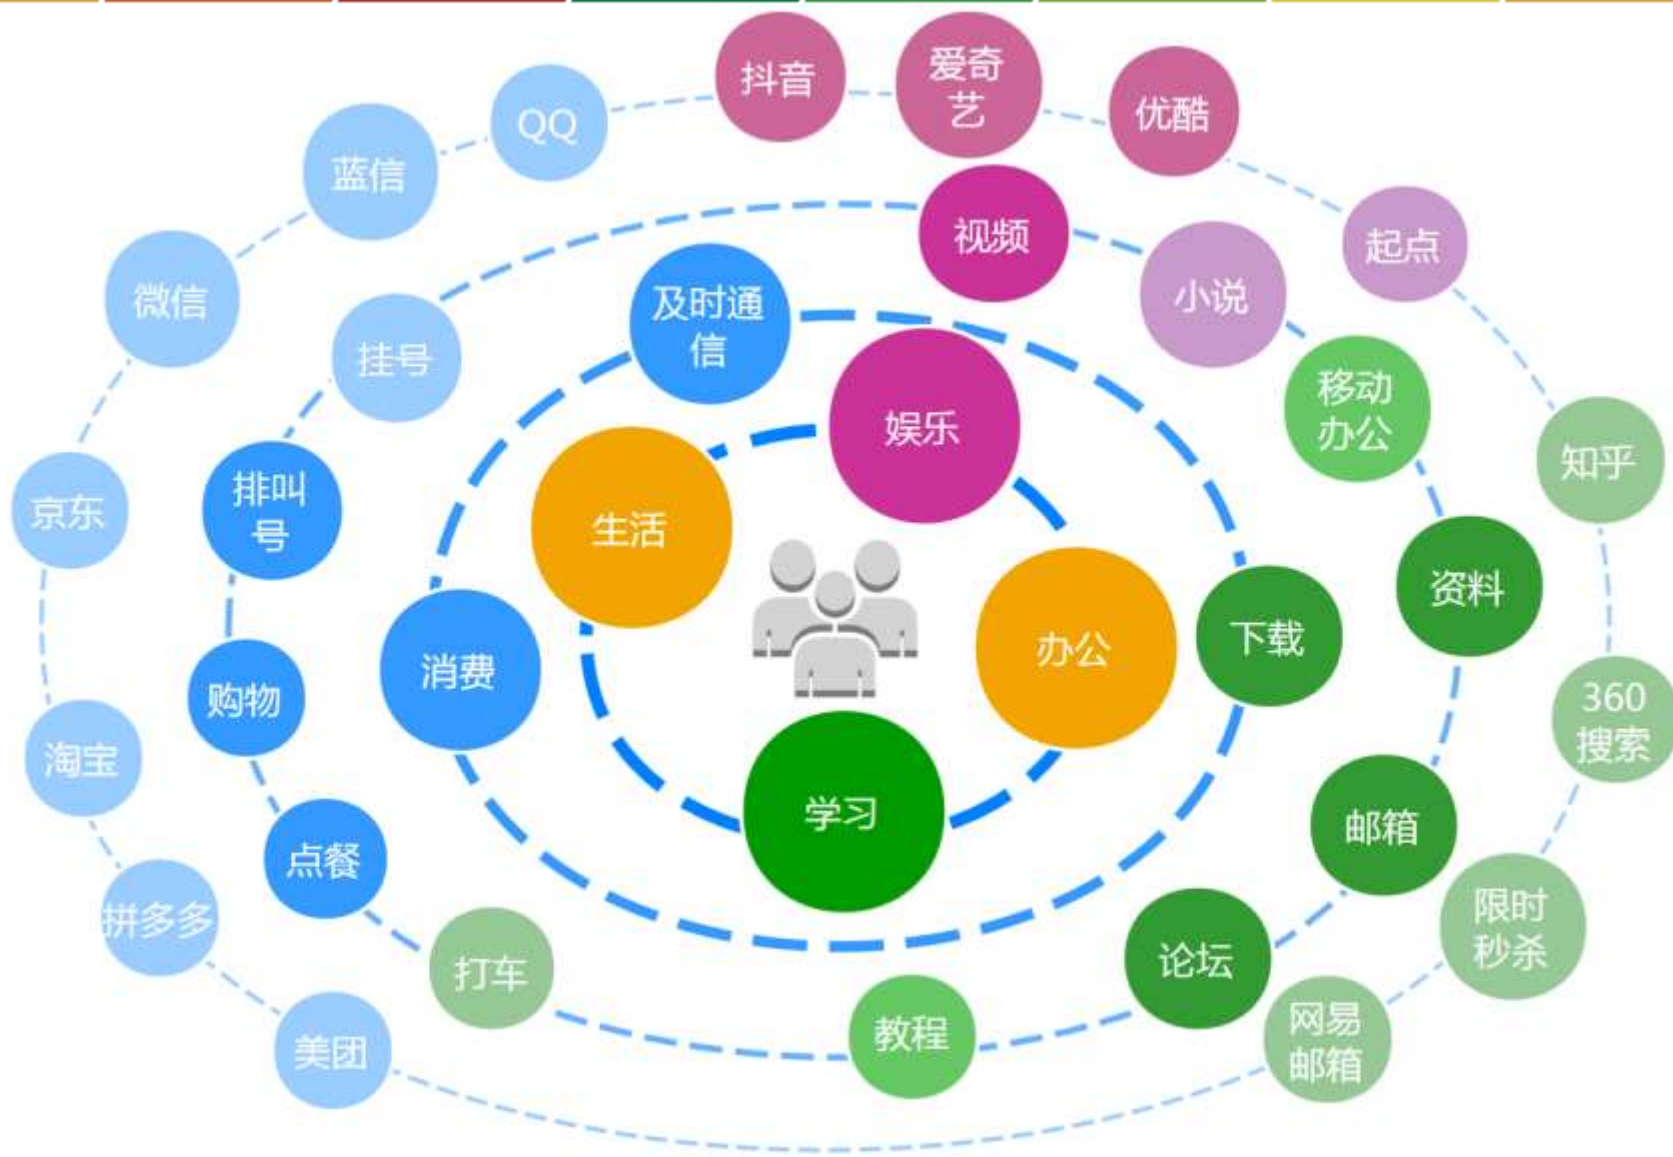 抖音
爱奇
艺
优酷
QQ
蓝信
视频
起点
微信
及时通
信
小说
挂号
移动
办公
娱乐
知乎
排叫
号
京东
生活
资料
消费
办公
下载
购物
360
搜索
淘宝
学习
邮箱
点餐
拼多多
限时
秒杀
打车
论坛
教程
网易
邮箱
美团